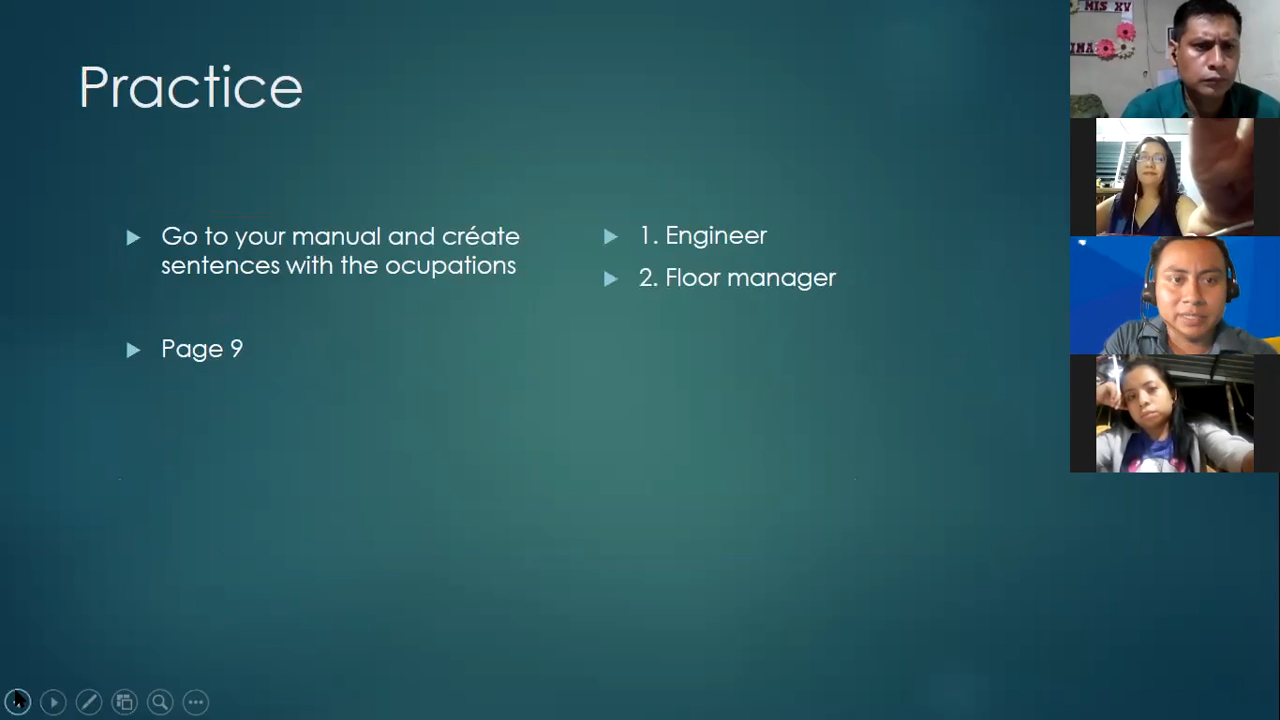 Practice
Go to your manual and créate
sentences with the ocupations
Page 9
1. Engineer
2. Floor manager
MIS XV